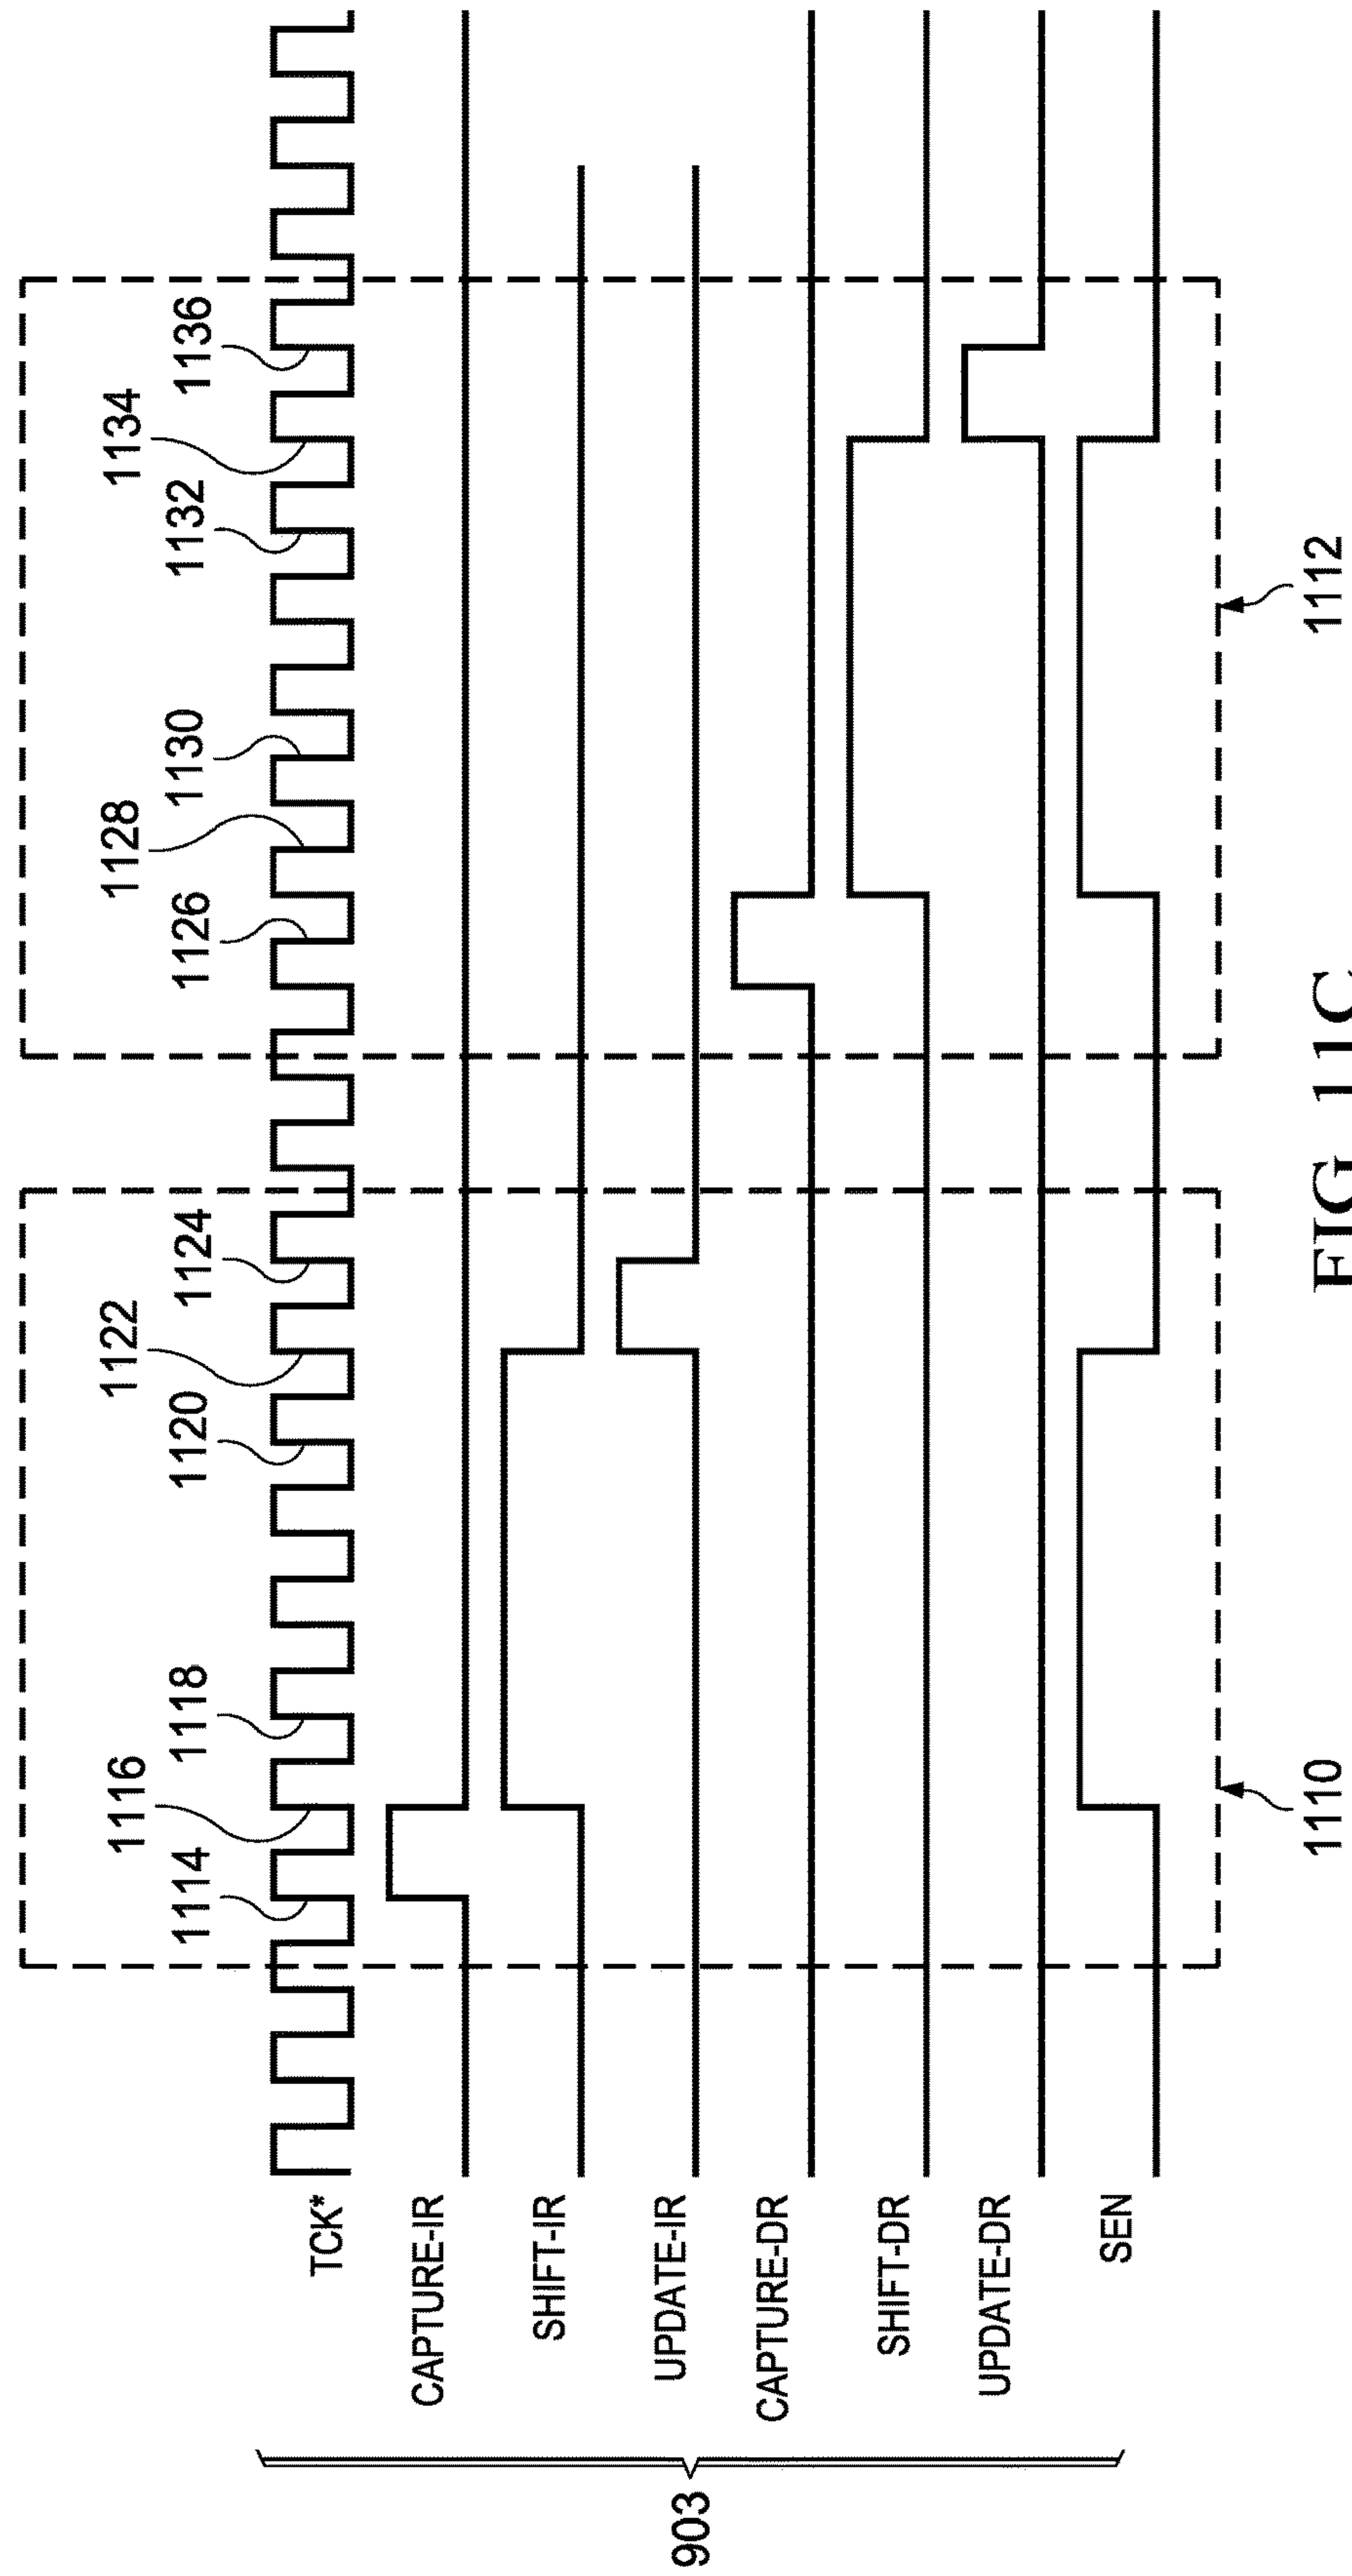 1116
1122
1128
1134
1114
1118
1120
1124
1126
1130
1132
1136
TCK*
CAPTURE-IR
SHIFT-IR
UPDATE-IR
CAPTURE-DR
SHIFT-DR
UPDATE-DR
SEN
903
1110
1112
FIG. 11C